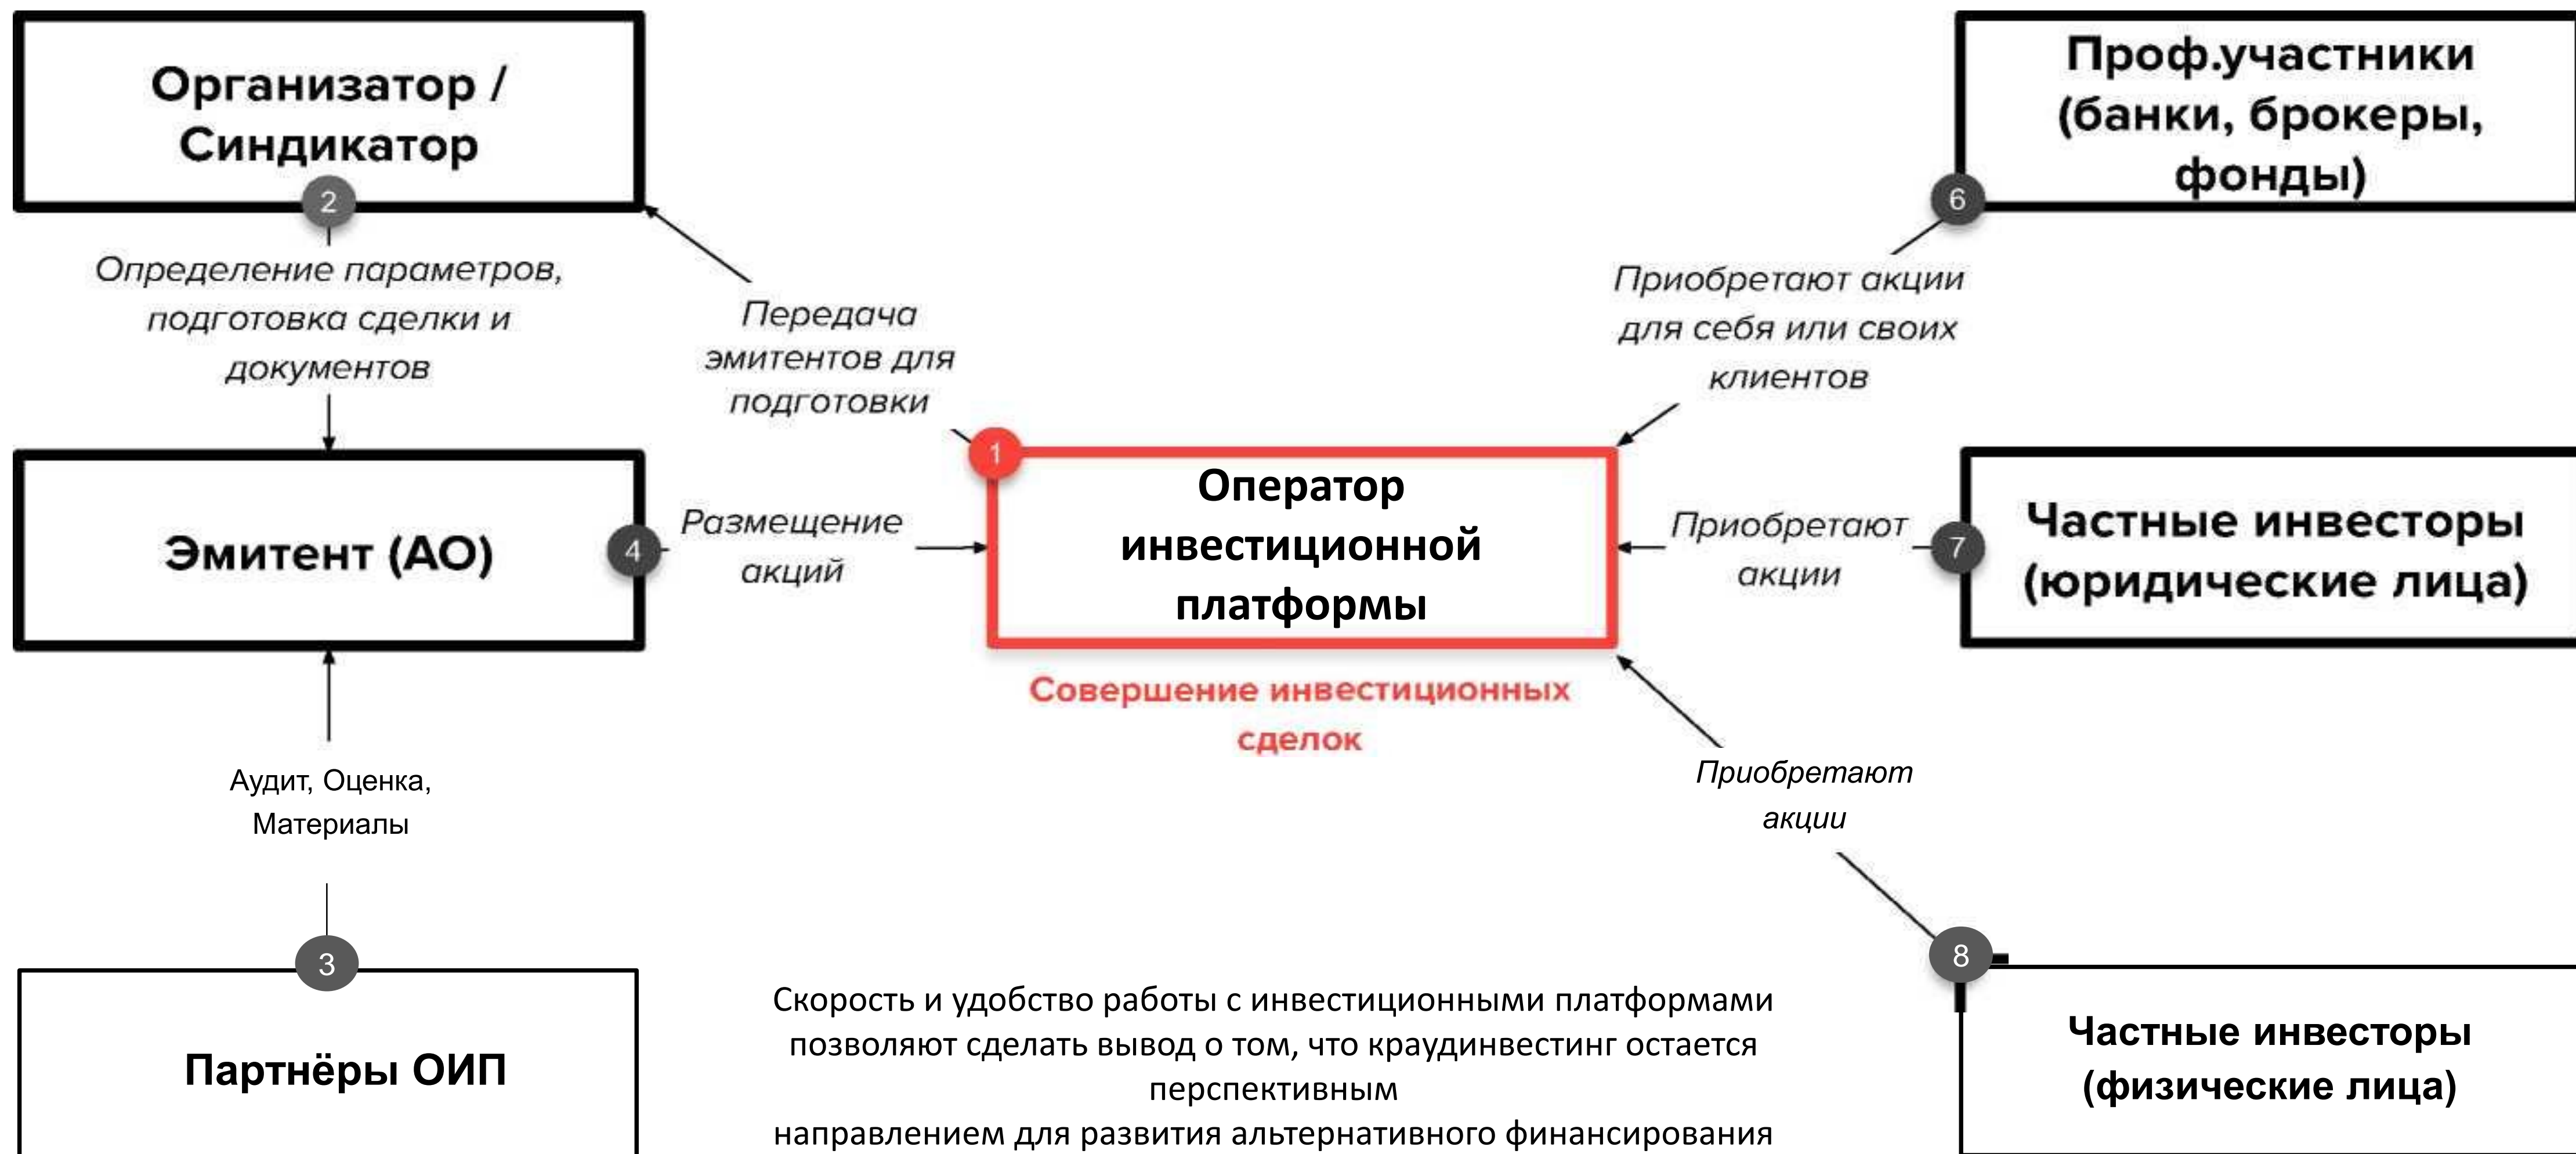 Организатор /
Синдикатор
2
Определение параметров,
подготовка сделки и
документов
Передача
эмитентов для
подготовки
Проф.участники
(банки, брокеры,
фонды)
6
Приобретают акции
для себя или своих
клиентов
Эмитент (АО)
4
Размещение
акций
1
Оператор
инвестиционной
платформы
Совершение инвестиционных
сделок
Приобретают
акции
7
Частные инвесторы
(юридические лица)
Аудит, Оценка,
Материалы
3
Партнёры ОИП
Приобретают
акции
8
Частные инвесторы
(физические лица)
Скорость и удобство работы с инвестиционными платформами
позволяют сделать вывод о том, что краудинвестинг остается
перспективным
направлением для развития альтернативного финансирования